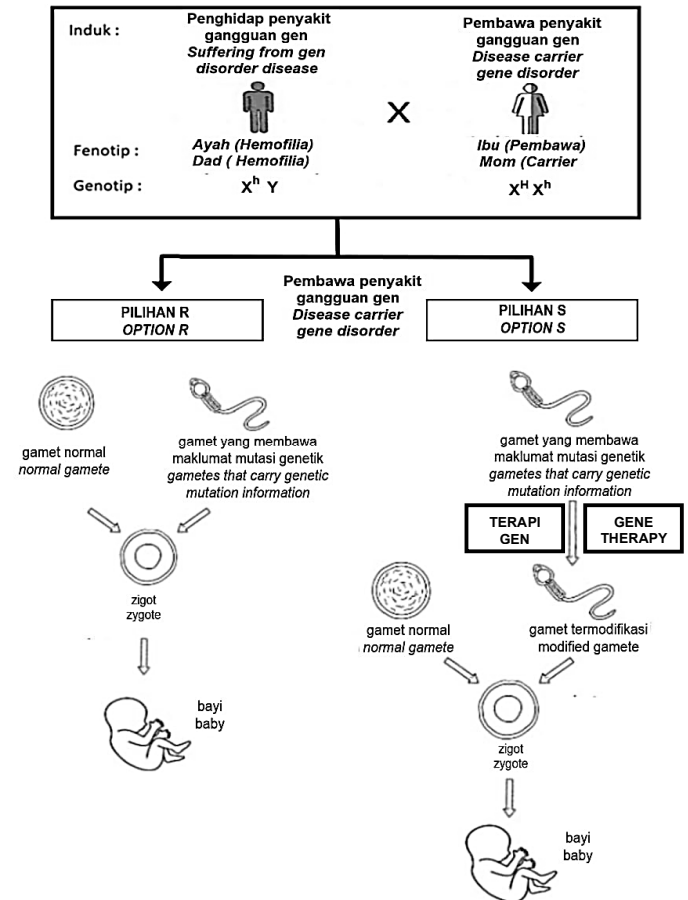 Induk :
Penghidap penyakit
gangguan gen
Suffering from gen
disorder disease
Pembawa penyakit
gangguan gen
Disease carrier
gene disorder
X
Fenotip :
Ayah (Hemofilia)
Dad ( Hemofilia)
Ibu (Pembawa)
Mom (Carrier
Genotip :
Xʰ Y
Xᴴ Xʰ
Pembawa penyakit
gangguan gen
Disease carrier
gene disorder
PILIHAN R
OPTION R
PILIHAN S
OPTION S
gamet normal
normal gamete
gamet yang membawa
maklumat mutasi genetik
gametes that carry genetic
mutation information
zigot
zygote
bayi
baby
gamet yang membawa
maklumat mutasi genetik
gametes that carry genetic
mutation information
TERAPI
GEN
GENE
THERAPY
gamet normal
normal gamete
gamet termodifikasi
modified gamete
zigot
zygote
bayi
baby